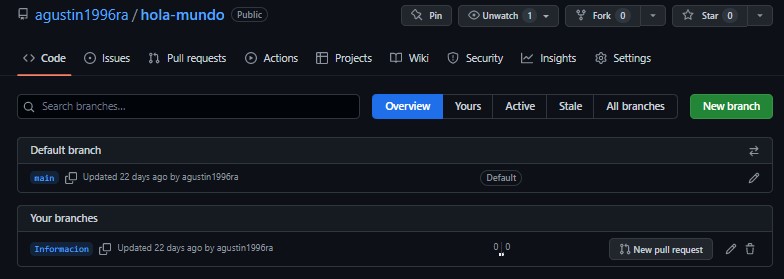 agustin1996ra / hola-mundo Public Pin Unwatch 1 Fork 0 Star 0
Code Issues Pull requests Actions Projects Wiki Security Insights Settings
Search branches... Overview Yours Active Stale All branches New branch
Default branch
main Updated 22 days ago by agustin1996ra Default
Your branches
Informacion Updated 22 days ago by agustin1996ra 0 | 0 New pull request